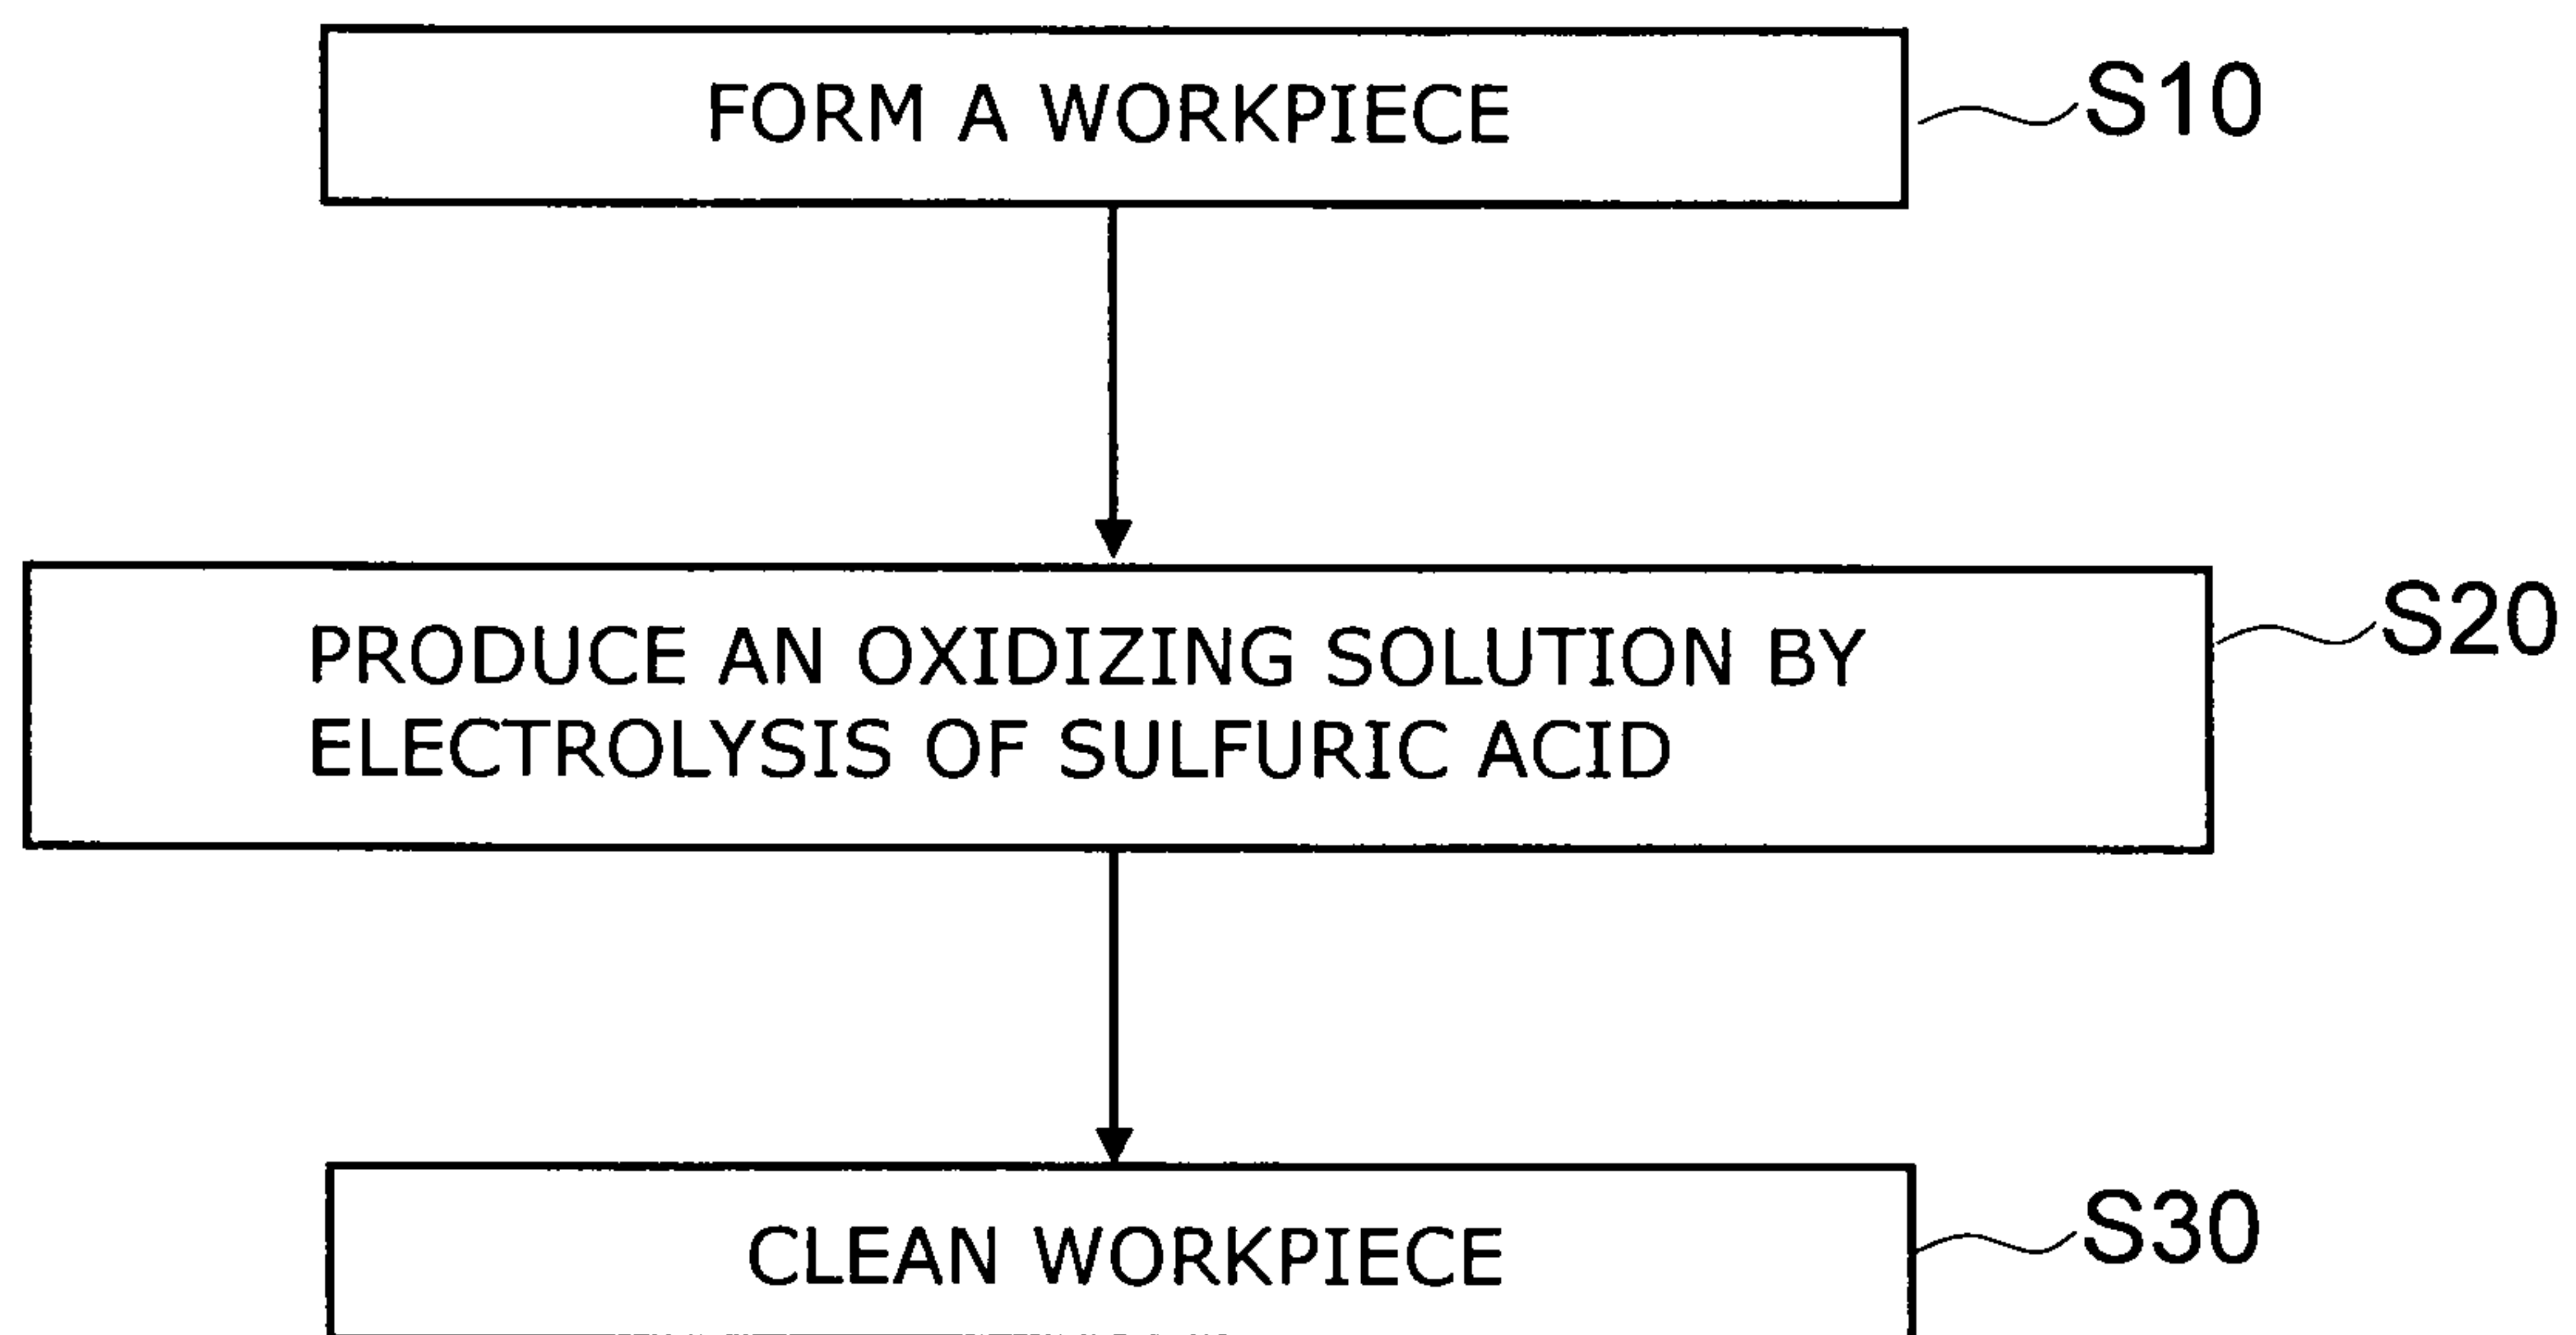 FORM A WORKPIECE
S10
PRODUCE AN OXIDIZING SOLUTION BY
S20
ELECTROLYSIS OF SULFURIC ACID
CLEAN WORKPIECE
S30